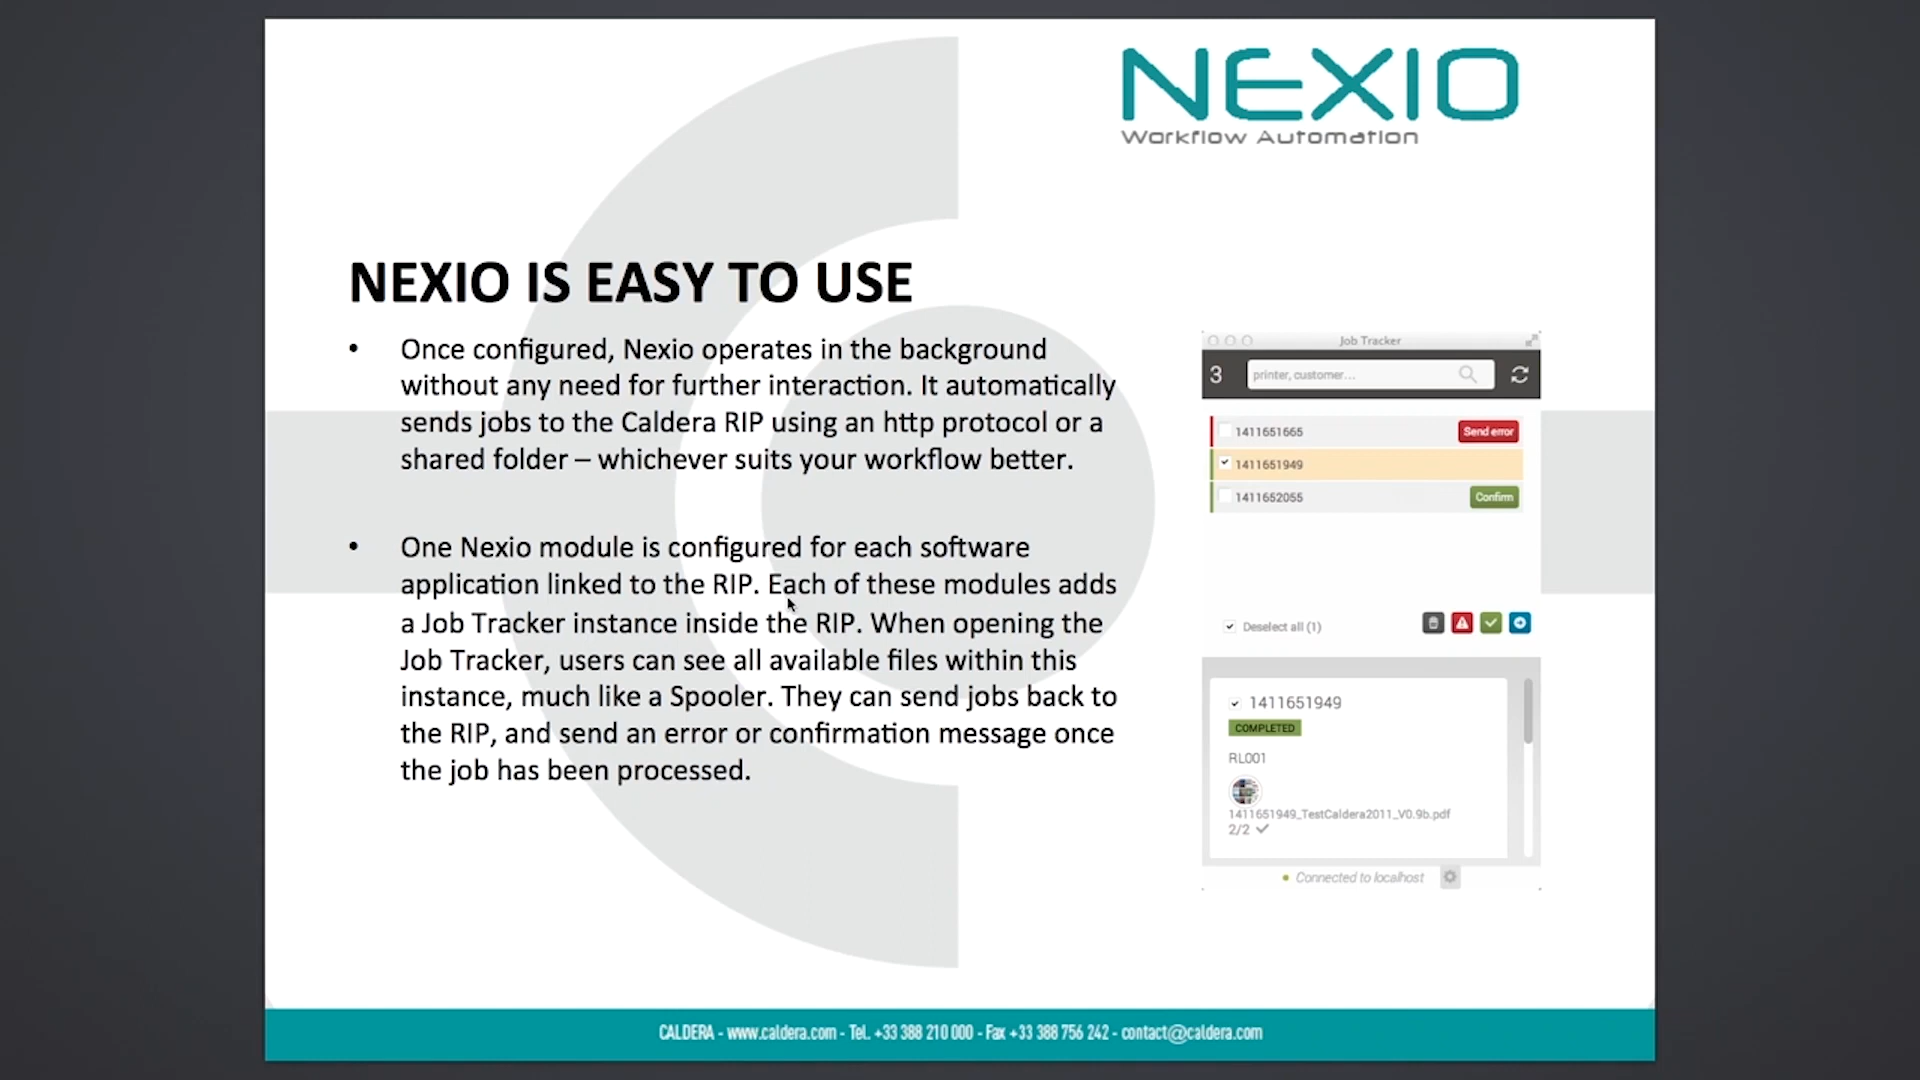 NEXIO
Workflow Automation
NEXIO IS EASY TO USE
• Once configured, Nexio operates in the background
without any need for further interaction. It automatically
sends jobs to the Caldera RIP using an http protocol or a
shared folder – whichever suits your workflow better.
• One Nexio module is configured for each software
application linked to the RIP. Each of these modules adds
a Job Tracker instance inside the RIP. When opening the
Job Tracker, users can see all available files within this
instance, much like a Spooler. They can send jobs back to
the RIP, and send an error or confirmation message once
the job has been processed.
Job Tracker
3 printer, customer...
1411651665 Send error
1411651949
1411652055 Confirm
Deselect all (1)
1411651949
COMPLETED
RL001
1411651949_TestCaldera2011_V0.9b.pdf
2/2
Connected to localhost
CALDERA - www.caldera.com - Tel. +33 388 210 000 - Fax +33 388 756 242 - contact@caldera.com